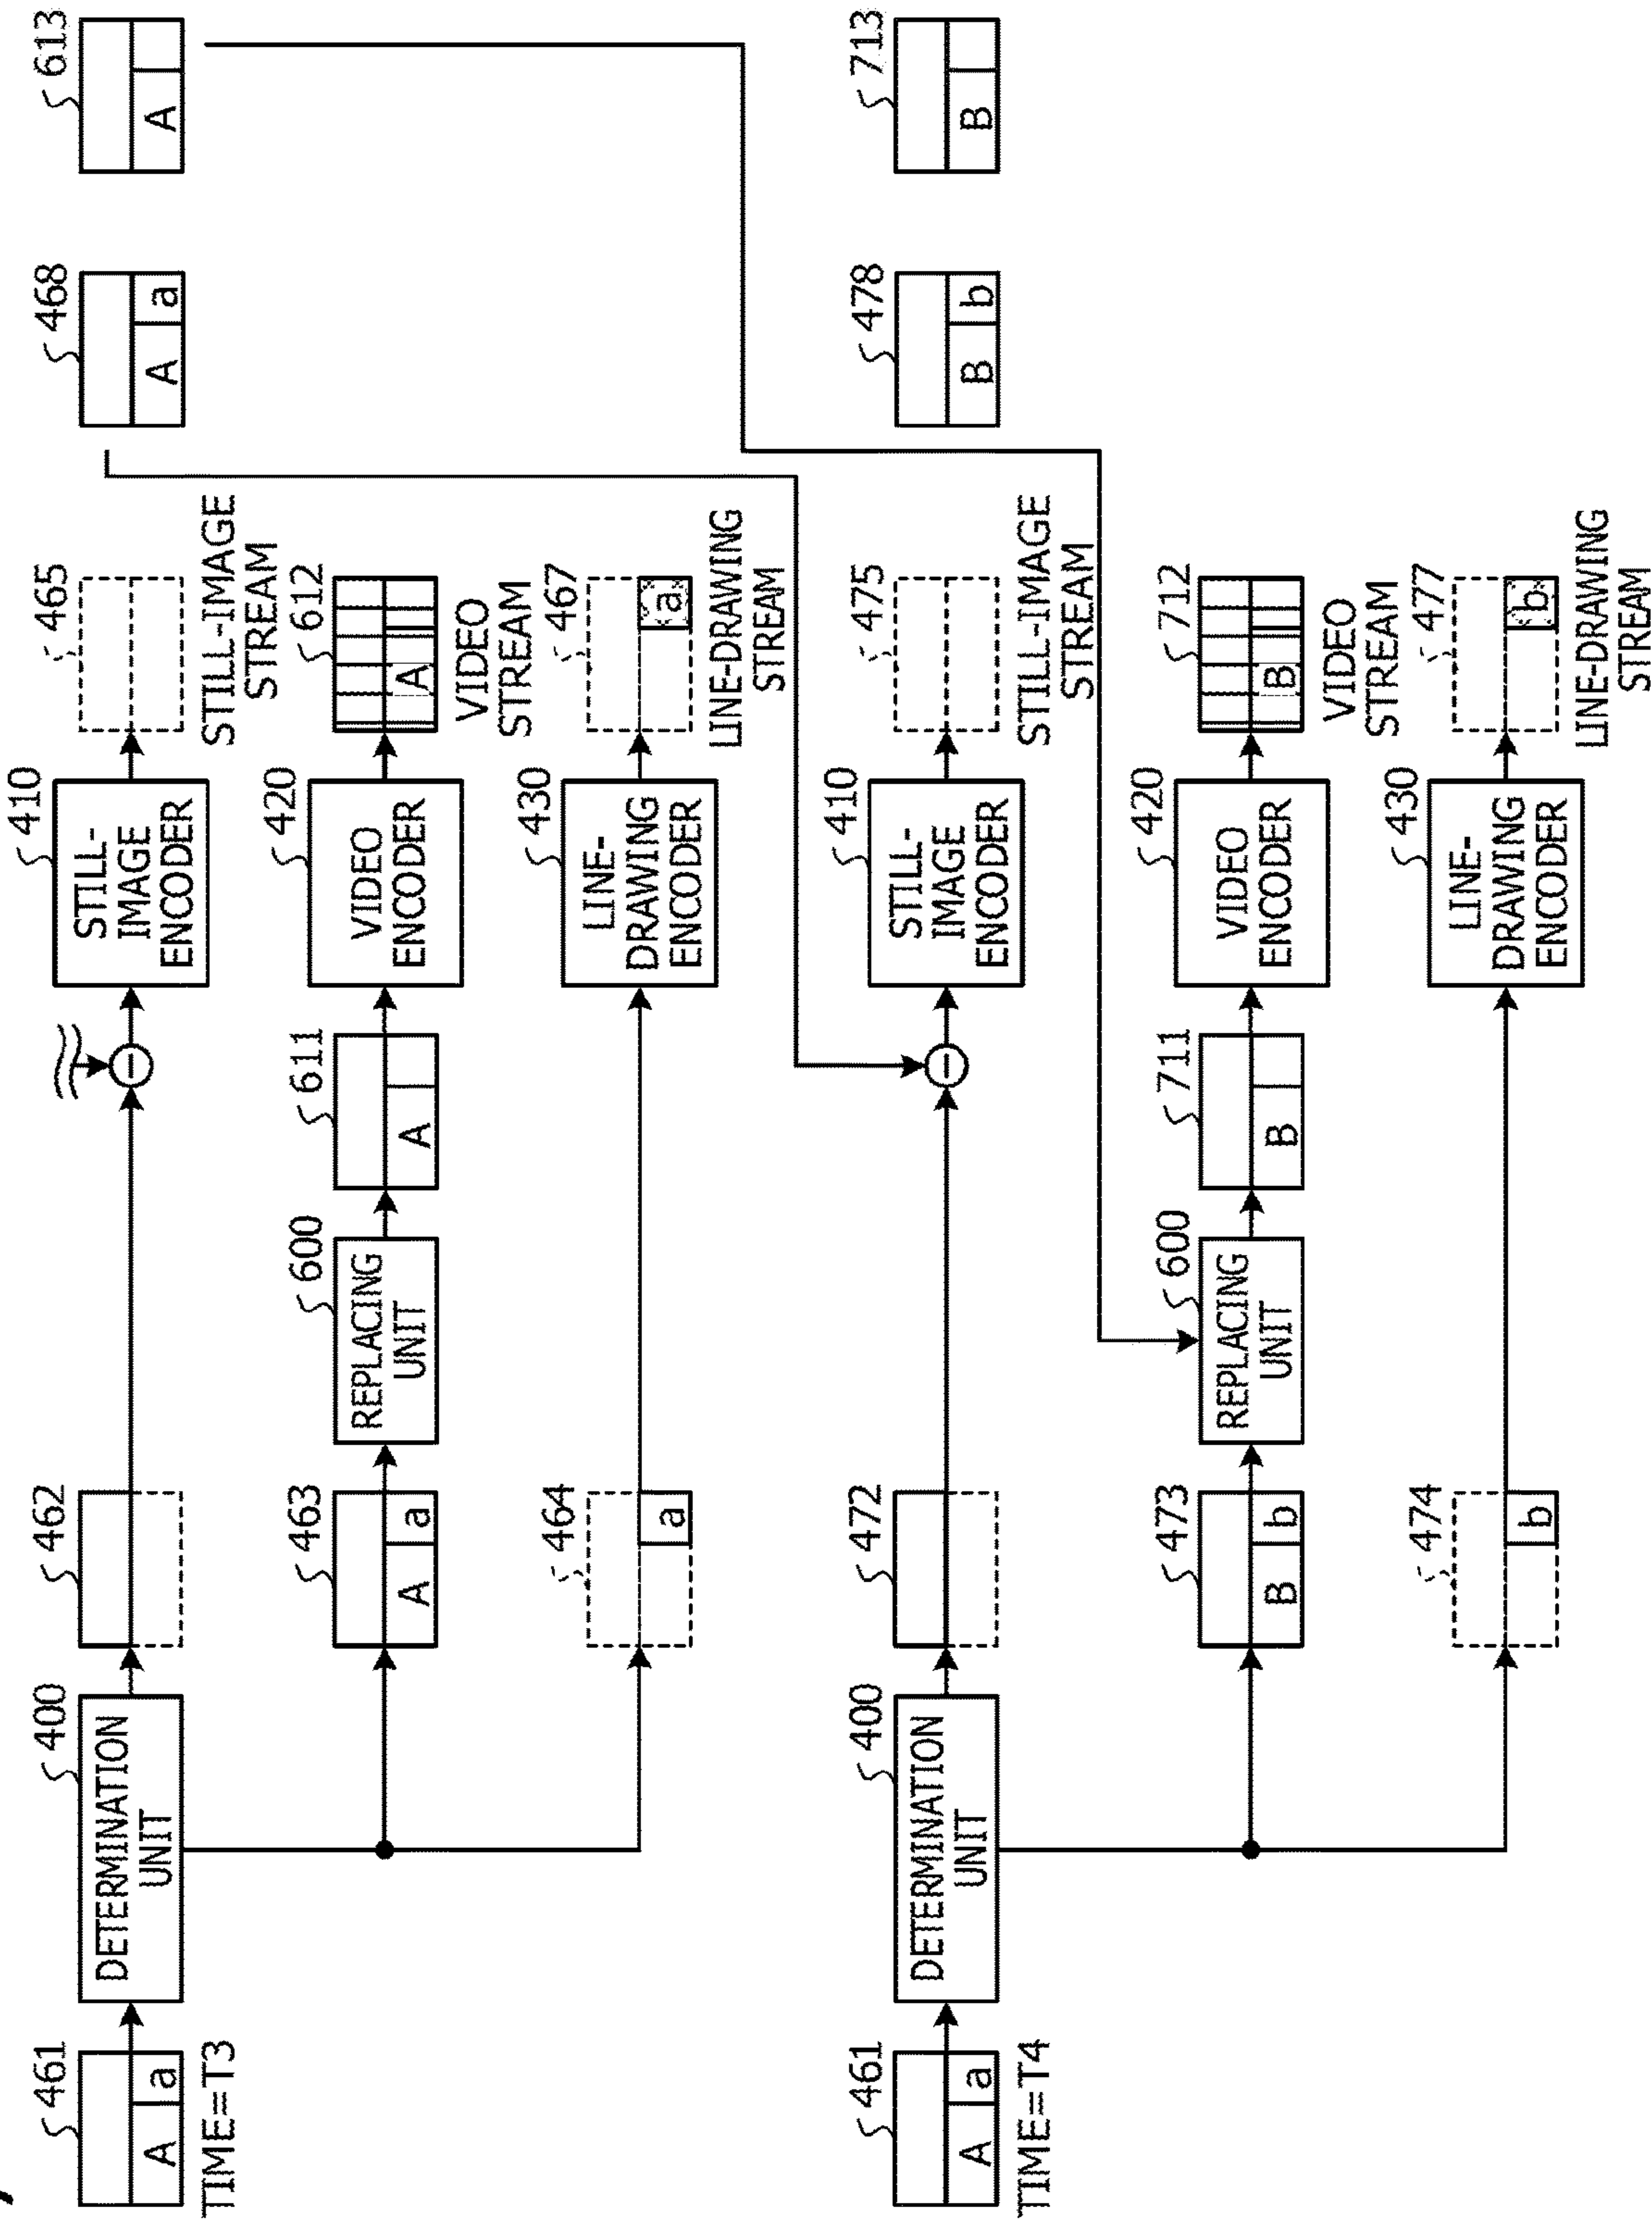 461
A
a
TIME=T3
400
DETERMINATION
UNIT
462
463
A
a
464
a
600
REPLACING
UNIT
611
A
410
STILL-
IMAGE
ENCODER
420
VIDEO
ENCODER
430
LINE-
DRAWING
ENCODER
465
STILL-IMAGE
STREAM
612
A
VIDEO
STREAM
467
a
LINE-DRAWING
STREAM
468
A
a
613
A
461
A
a
TIME=T4
400
DETERMINATION
UNIT
472
473
B
b
474
b
600
REPLACING
UNIT
711
B
410
STILL-
IMAGE
ENCODER
420
VIDEO
ENCODER
430
LINE-
DRAWING
ENCODER
475
STILL-IMAGE
STREAM
712
B
VIDEO
STREAM
477
b
LINE-DRAWING
STREAM
478
B
b
713
B